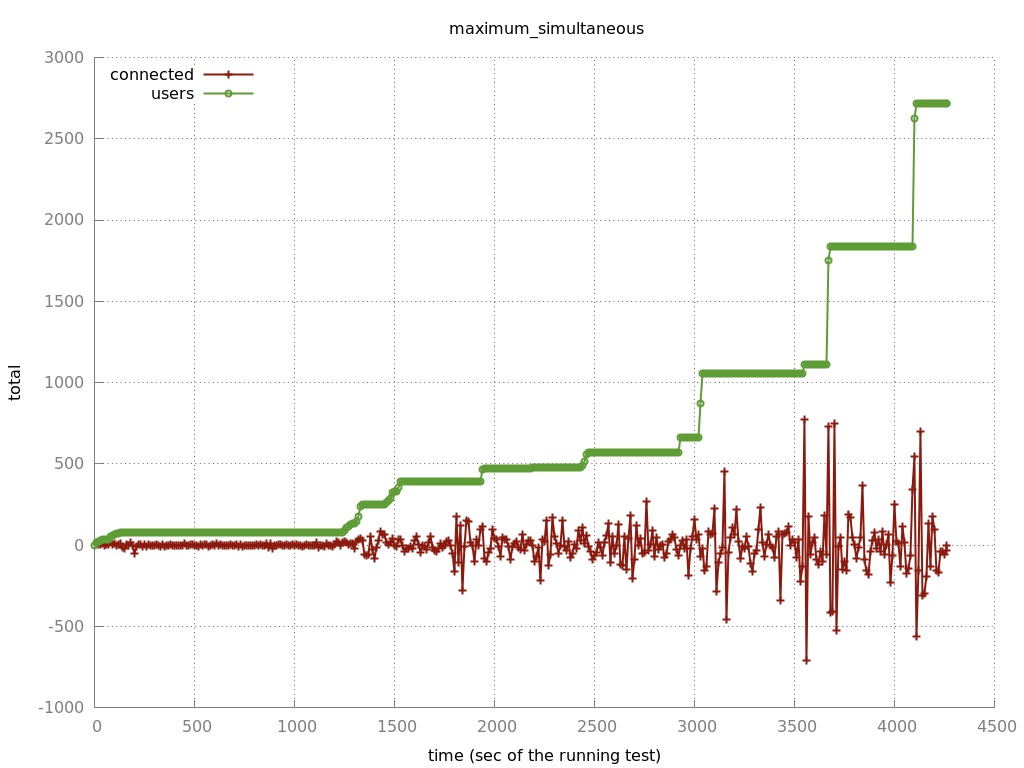 maximum_simultaneous
connected
users
3000
2500
2000
1500
1000
500
0
-500
-1000
total
0 500 1000 1500 2000 2500 3000 3500 4000 4500
time (sec of the running test)